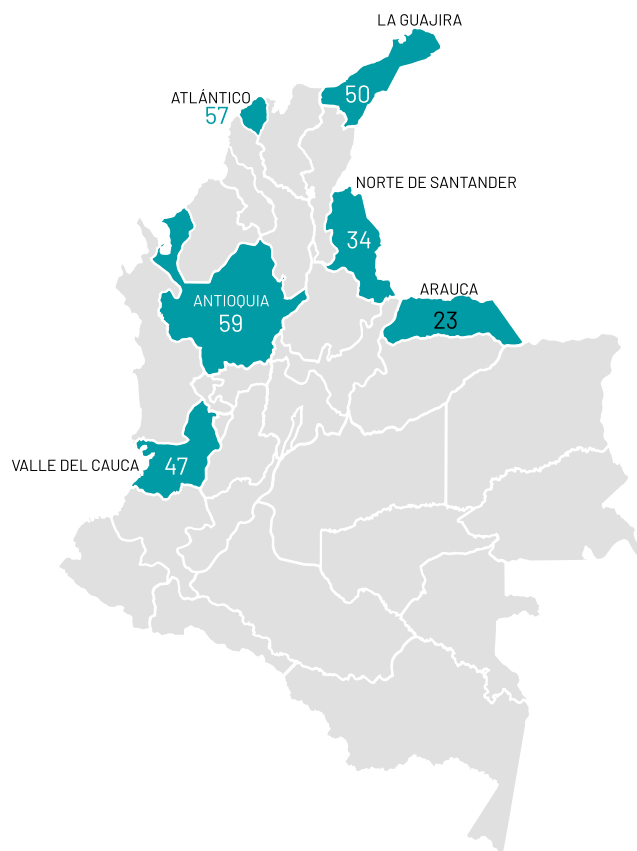 LA GUAJIRA
50
ATLÁNTICO
57
NORTE DE SANTANDER
34
ARAUCA
23
ANTIOQUIA
59
VALLE DEL CAUCA
47